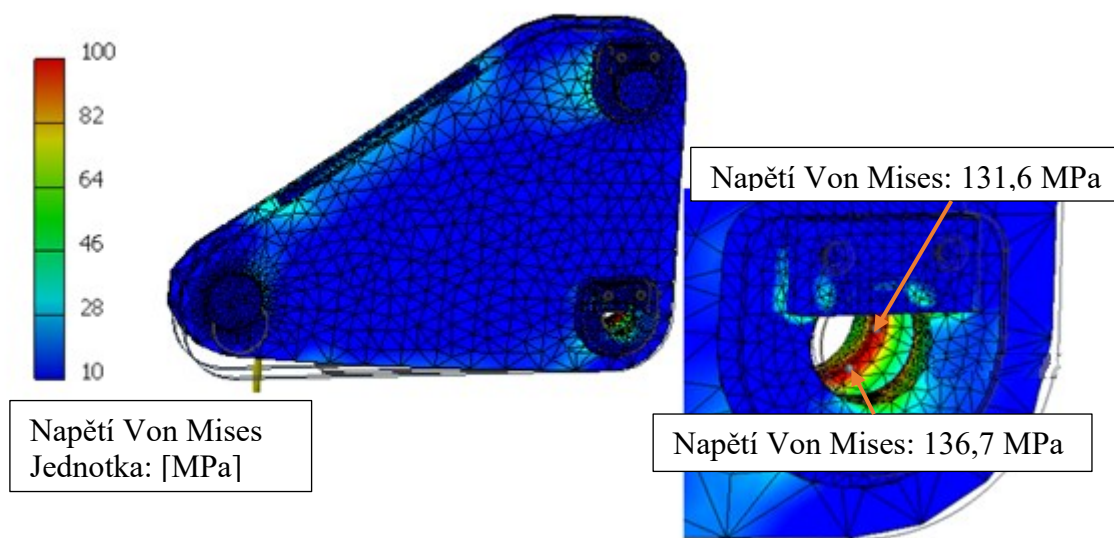 100
82
64
46
28
10
Napětí Von Mises
Jednotka: [MPa]
Napětí Von Mises: 131,6 MPa
Napětí Von Mises: 136,7 MPa